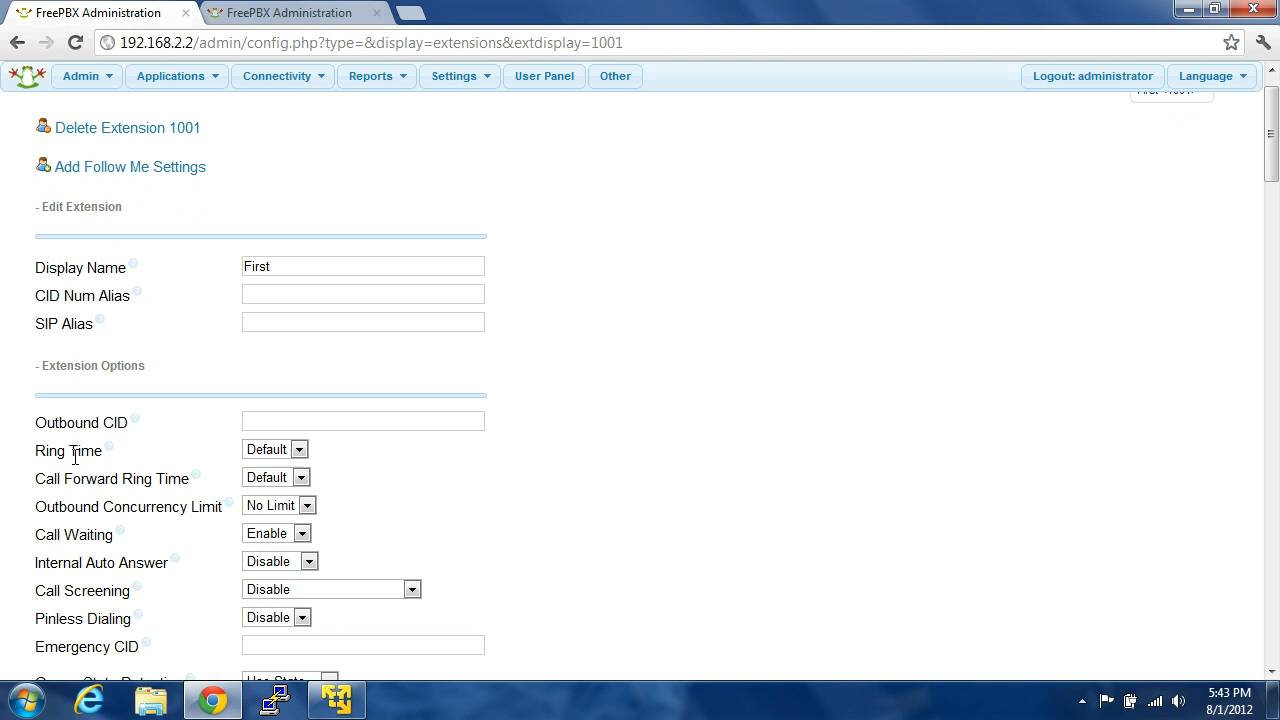 FreePBX Administration
FreePBX Administration
192.168.2.2/admin/config.php?type=&display=extensions&extdisplay=1001
Admin Applications Connectivity Reports Settings User Panel Other Logout: administrator Language
Delete Extension 1001
Add Follow Me Settings
- Edit Extension
Display Name First
CID Num Alias
SIP Alias
- Extension Options
Outbound CID
Ring Time Default
Call Forward Ring Time Default
Outbound Concurrency Limit No Limit
Call Waiting Enable
Internal Auto Answer Disable
Call Screening Disable
Pinless Dialing Disable
Emergency CID
5:43 PM
8/1/2012